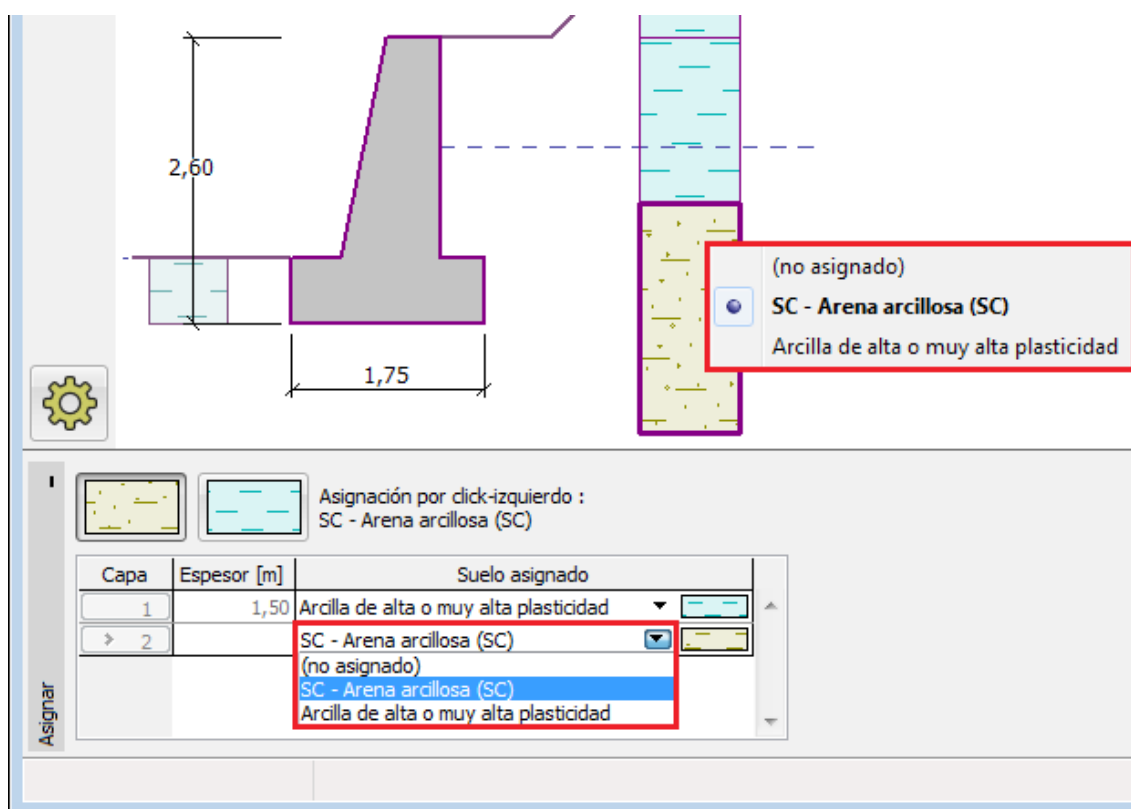 2,60
1,75
(no asignado)
SC - Arena arcillosa (SC)
Arcilla de alta o muy alta plasticidad
Asignación por click-izquierdo :
SC - Arena arcillosa (SC)
Capa Espesor [m] Suelo asignado
1 1,50 Arcilla de alta o muy alta plasticidad
2 SC - Arena arcillosa (SC)
(no asignado)
SC - Arena arcillosa (SC)
Arcilla de alta o muy alta plasticidad
Asignar